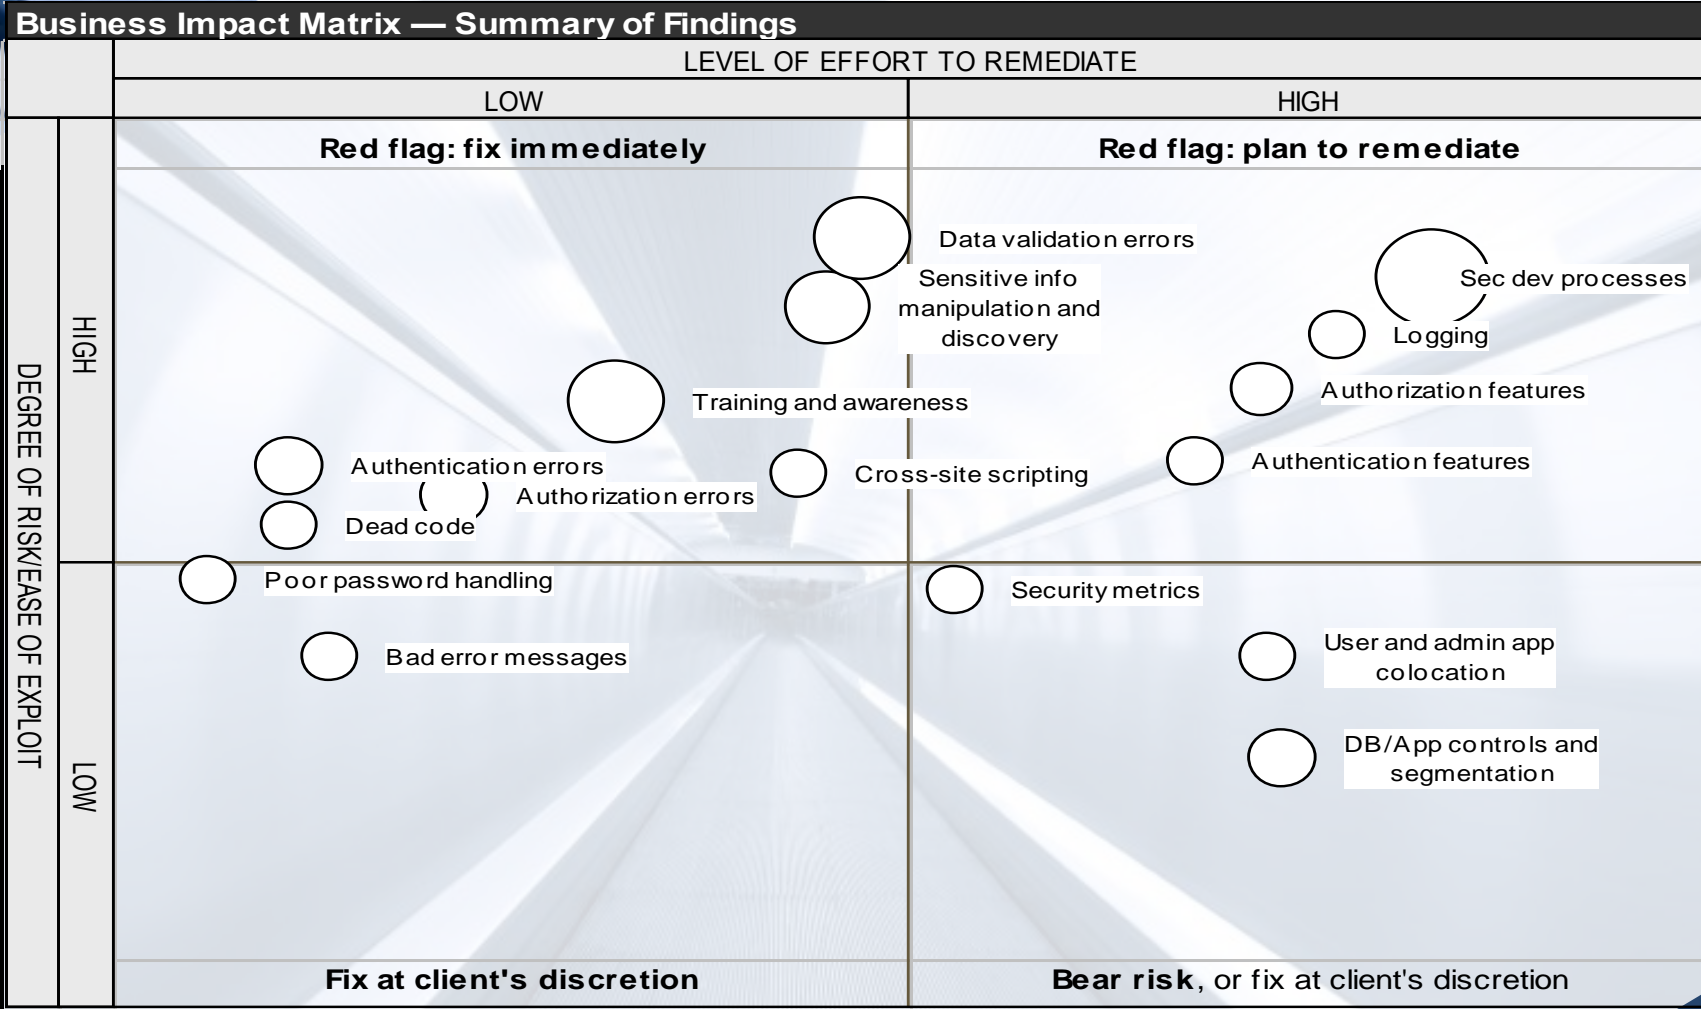 Business Impact Matrix — Summary of Findings
LEVEL OF EFFORT TO REMEDIATE
LOW
HIGH
DEGREE OF RISK/EASE OF EXPLOIT
HIGH
LOW
Red flag: fix immediately
Red flag: plan to remediate
Data validation errors
Sensitive info
manipulation and
discovery
Training and awareness
Authentication errors
Authorization errors
Cross-site scripting
Dead code
Sec dev processes
Logging
Authorization features
Authentication features
Poor password handling
Bad error messages
Security metrics
User and admin app
colocation
DB/App controls and
segmentation
Fix at client's discretion
Bear risk, or fix at client's discretion